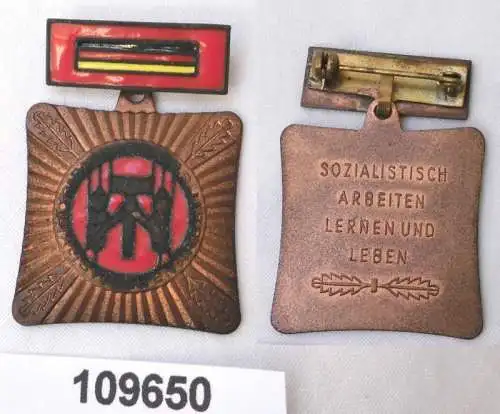 SOZIALISTISCH
ARBEITEN
LERNEN UND
LEBEN
109650